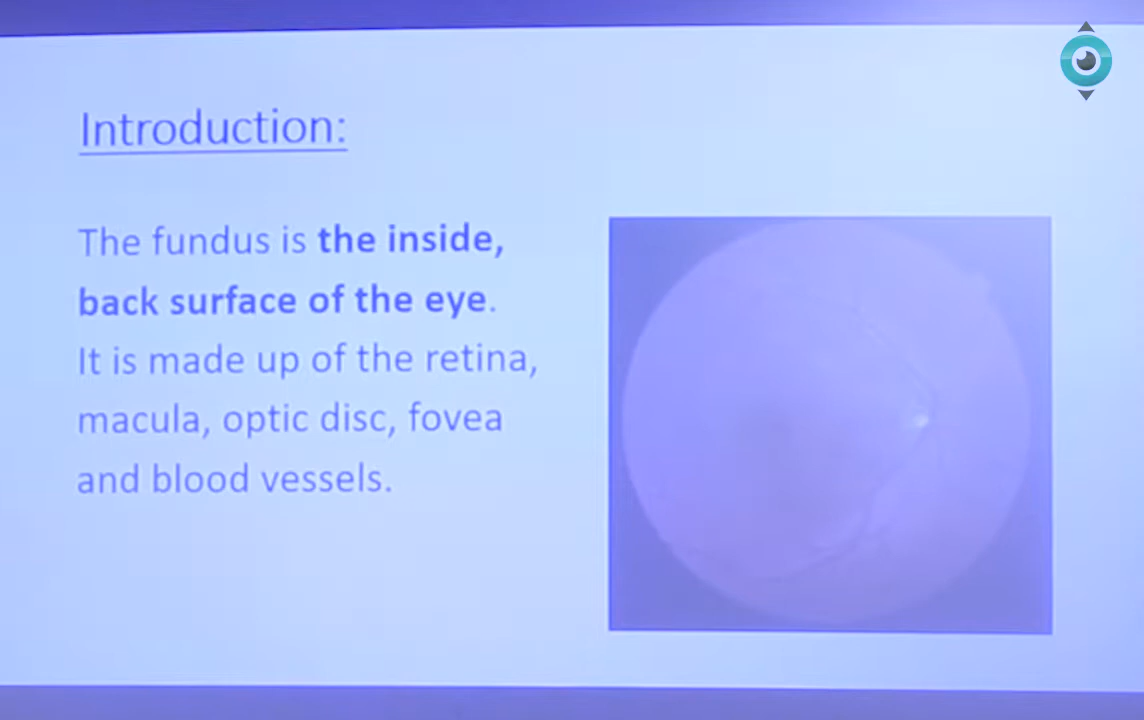 Introduction:
The fundus is the inside,
back surface of the eye.
It is made up of the retina,
macula, optic disc, fovea
and blood vessels.